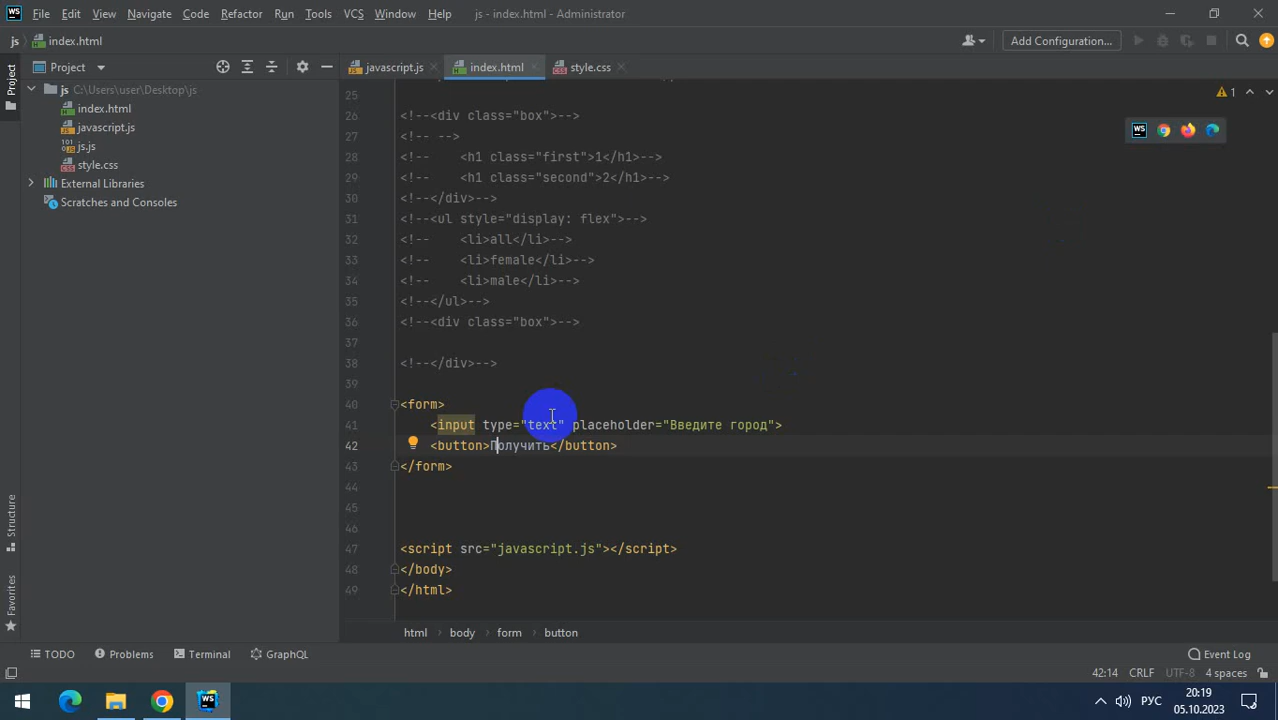 WS File Edit View Navigate Code Refactor Run Tools VCS Window Help js - index.html - Administrator
js index.html Add Configuration...
Project javascript.js index.html style.css
Project
js C:\Users\user\Desktop\js
index.html
javascript.js
js.js
style.css
External Libraries
Scratches and Consoles
25
26 <!--<div class="box">-->
27 <!-- -->
28 <!-- <h1 class="first">1</h1>-->
29 <!-- <h1 class="second">2</h1>-->
30 <!--</div>-->
31 <!--<ul style="display: flex">-->
32 <!-- <li>all</li>-->
33 <!-- <li>female</li>-->
34 <!-- <li>male</li>-->
35 <!--</ul>-->
36 <!--<div class="box">-->
37
38 <!--</div>-->
39
40 <form>
41 <input type="text" placeholder="Введите город">
42 <button>Получить</button>
43 </form>
44
45
46
47 <script src="javascript.js"></script>
48 </body>
49 </html>
1
WS
Structure
Favorites
html body form button
TODO Problems Terminal GraphQL Event Log
42:14 CRLF UTF-8 4 spaces
WS РУС 20:19
05.10.2023